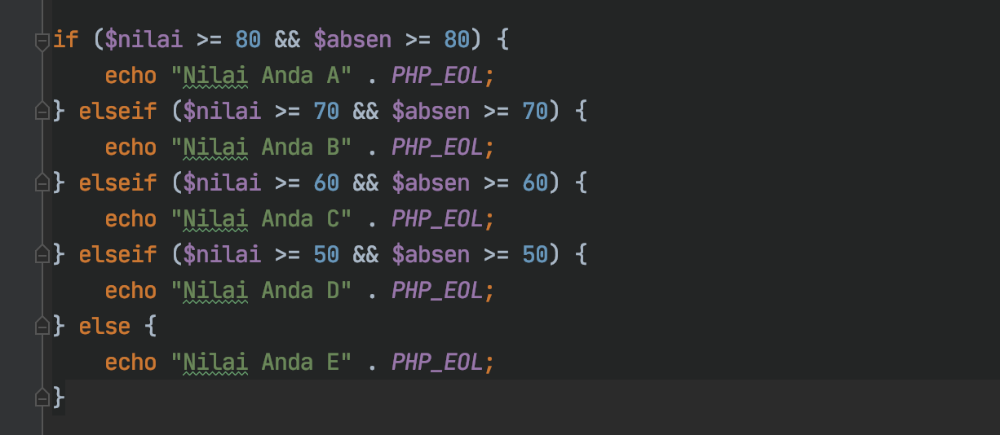 if ($nilai >= 80 && $absen >= 80) {
    echo "Nilai Anda A" . PHP_EOL;
} elseif ($nilai >= 70 && $absen >= 70) {
    echo "Nilai Anda B" . PHP_EOL;
} elseif ($nilai >= 60 && $absen >= 60) {
    echo "Nilai Anda C" . PHP_EOL;
} elseif ($nilai >= 50 && $absen >= 50) {
    echo "Nilai Anda D" . PHP_EOL;
} else {
    echo "Nilai Anda E" . PHP_EOL;
}